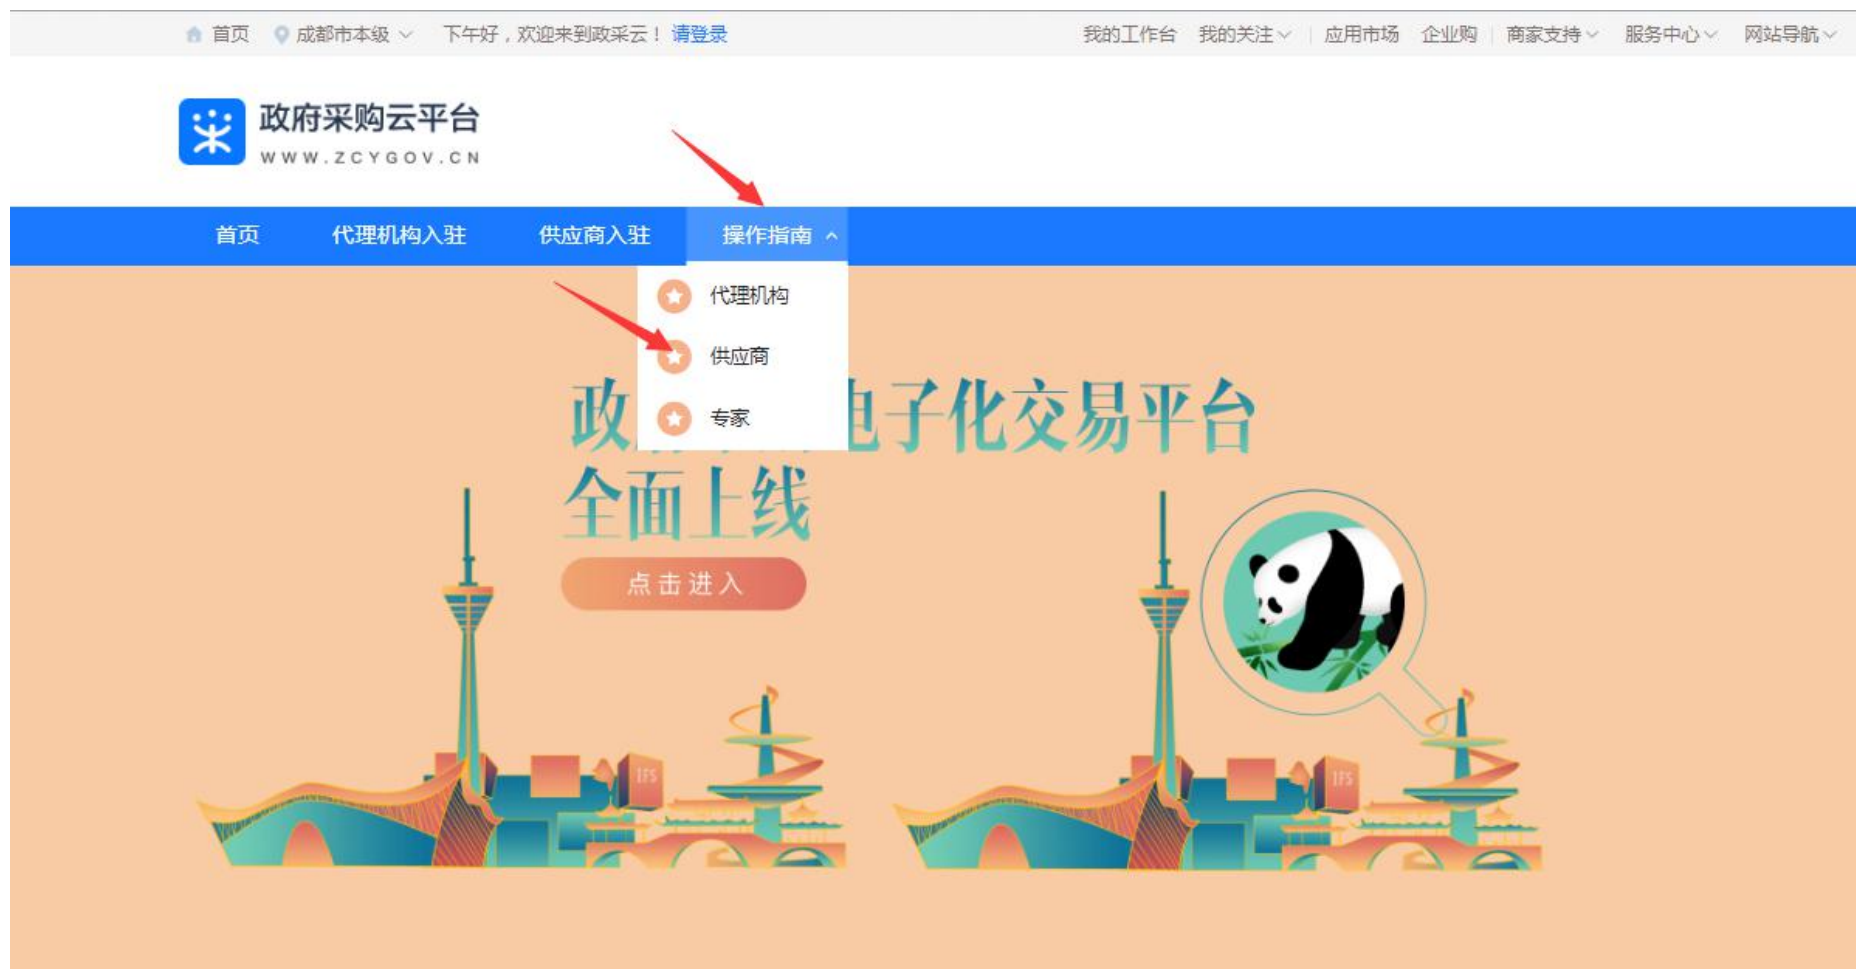 首页 成都市本级 下午好，欢迎来到政采云！ 请登录 我的工作台 我的关注 应用市场 企业购 商家支持 服务中心 网站导航
政府采购云平台
WWW.ZCYGOV.CN
首页 代理机构入驻 供应商入驻 操作指南
代理机构
供应商
专家
政 电子化交易平台
全面上线
点击进入
IFS IFS